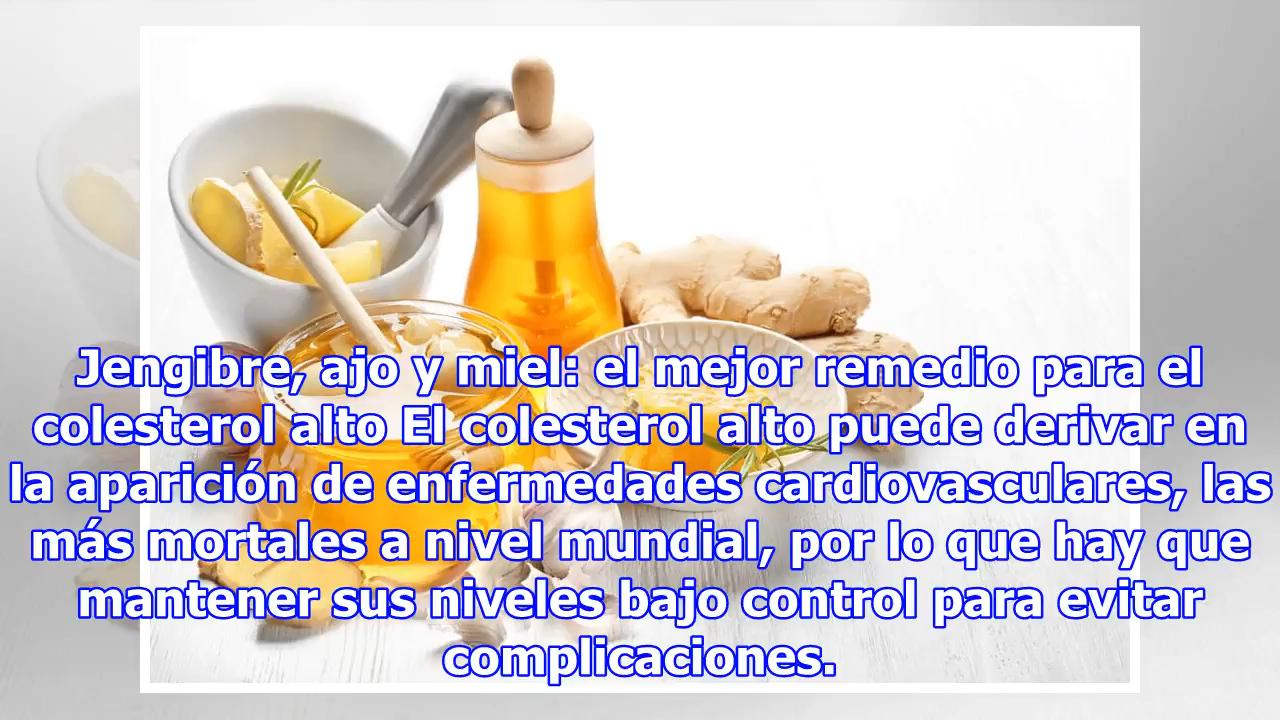 Jengibre, ajo y miel: el mejor remedio para el
colesterol alto El colesterol alto puede derivar en
la aparición de enfermedades cardiovasculares, las
más mortales a nivel mundial, por lo que hay que
mantener sus niveles bajo control para evitar
complicaciones.